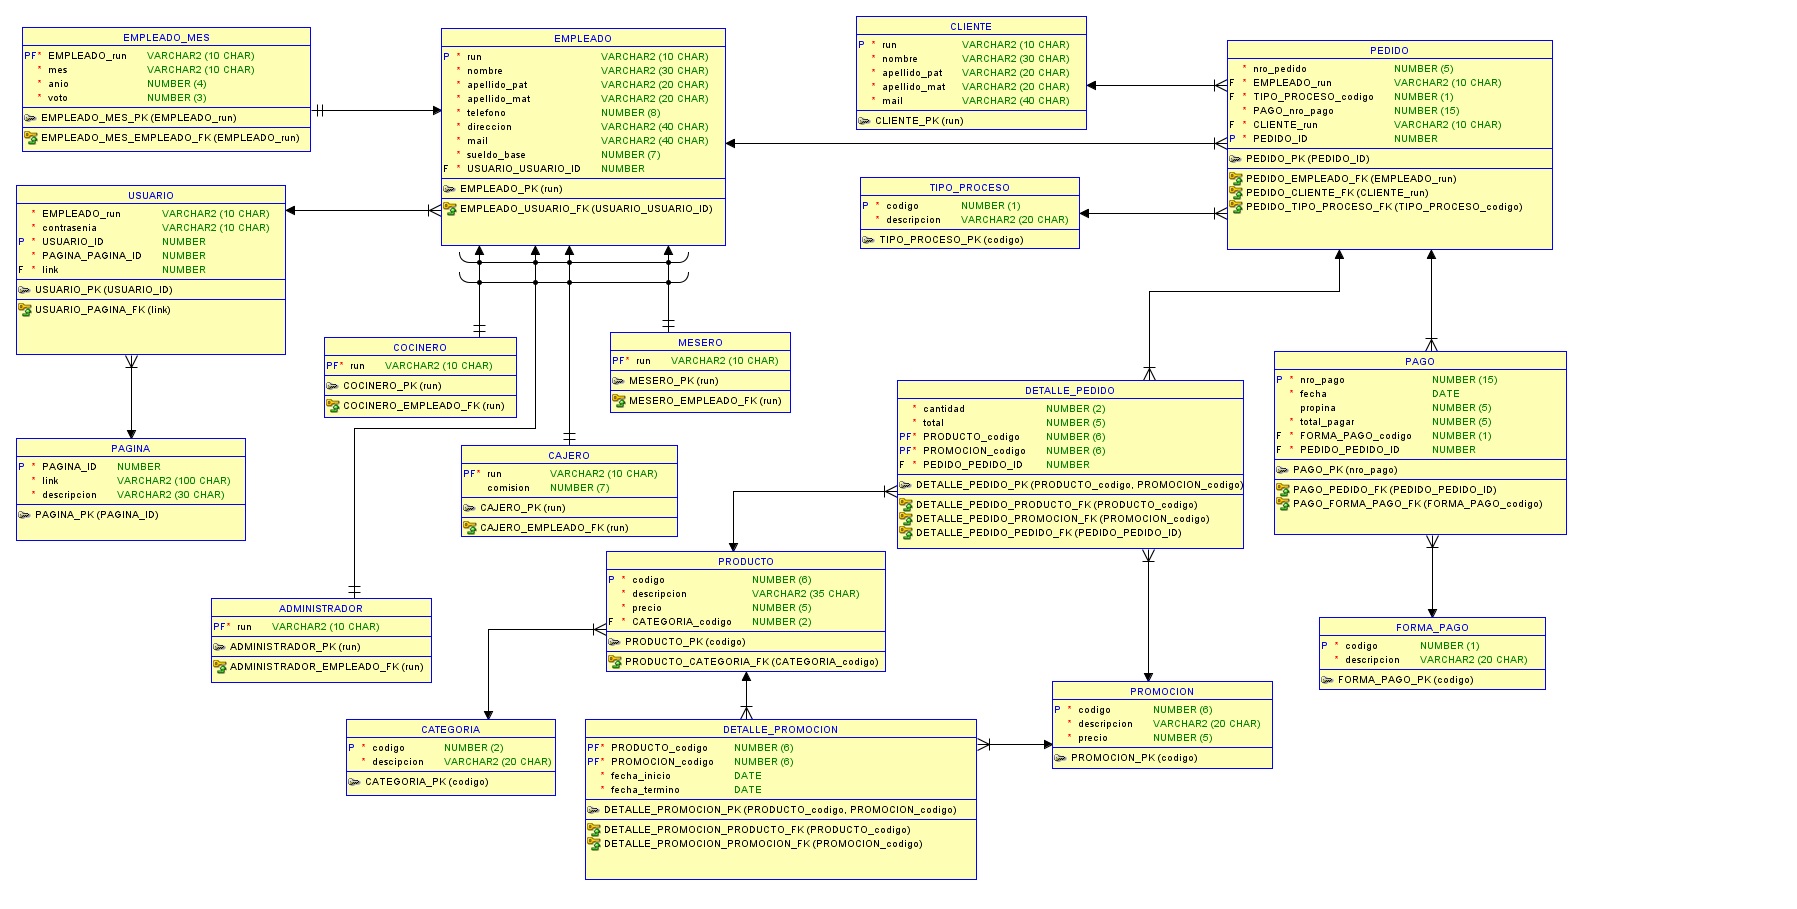 EMPLEADO_MES
PF* EMPLEADO_run VARCHAR2 (10 CHAR)
* mes VARCHAR2 (10 CHAR)
* anio NUMBER (4)
* voto NUMBER (3)
EMPLEADO_MES_PK (EMPLEADO_run)
EMPLEADO_MES_EMPLEADO_FK (EMPLEADO_run)
EMPLEADO
P * run VARCHAR2 (10 CHAR)
* nombre VARCHAR2 (30 CHAR)
* apellido_pat VARCHAR2 (20 CHAR)
* apellido_mat VARCHAR2 (20 CHAR)
* telefono NUMBER (8)
* direccion VARCHAR2 (40 CHAR)
* mail VARCHAR2 (40 CHAR)
* sueldo_base NUMBER (7)
F * USUARIO_USUARIO_ID NUMBER
EMPLEADO_PK (run)
EMPLEADO_USUARIO_FK (USUARIO_USUARIO_ID)
CLIENTE
P * run VARCHAR2 (10 CHAR)
* nombre VARCHAR2 (30 CHAR)
* apellido_pat VARCHAR2 (20 CHAR)
* apellido_mat VARCHAR2 (20 CHAR)
* mail VARCHAR2 (40 CHAR)
CLIENTE_PK (run)
PEDIDO
* nro_pedido NUMBER (5)
F * EMPLEADO_run VARCHAR2 (10 CHAR)
F * TIPO_PROCESO_codigo NUMBER (1)
* PAGO_nro_pago NUMBER (15)
F * CLIENTE_run VARCHAR2 (10 CHAR)
P * PEDIDO_ID NUMBER
PEDIDO_PK (PEDIDO_ID)
PEDIDO_EMPLEADO_FK (EMPLEADO_run)
PEDIDO_CLIENTE_FK (CLIENTE_run)
PEDIDO_TIPO_PROCESO_FK (TIPO_PROCESO_codigo)
USUARIO
* EMPLEADO_run VARCHAR2 (10 CHAR)
* contrasenia VARCHAR2 (10 CHAR)
P * USUARIO_ID NUMBER
* PAGINA_PAGINA_ID NUMBER
F * link NUMBER
USUARIO_PK (USUARIO_ID)
USUARIO_PAGINA_FK (link)
TIPO_PROCESO
P * codigo NUMBER (1)
* descripcion VARCHAR2 (20 CHAR)
TIPO_PROCESO_PK (codigo)
COCINERO
PF* run VARCHAR2 (10 CHAR)
COCINERO_PK (run)
COCINERO_EMPLEADO_FK (run)
MESERO
PF* run VARCHAR2 (10 CHAR)
MESERO_PK (run)
MESERO_EMPLEADO_FK (run)
PAGO
P * nro_pago NUMBER (15)
* fecha DATE
propina NUMBER (5)
* total_pagar NUMBER (5)
F * FORMA_PAGO_codigo NUMBER (1)
F * PEDIDO_PEDIDO_ID NUMBER
PAGO_PK (nro_pago)
PAGO_PEDIDO_FK (PEDIDO_PEDIDO_ID)
PAGO_FORMA_PAGO_FK (FORMA_PAGO_codigo)
DETALLE_PEDIDO
* cantidad NUMBER (2)
* total NUMBER (5)
PF* PRODUCTO_codigo NUMBER (6)
PF* PROMOCION_codigo NUMBER (6)
F * PEDIDO_PEDIDO_ID NUMBER
DETALLE_PEDIDO_PK (PRODUCTO_codigo, PROMOCION_codigo)
DETALLE_PEDIDO_PRODUCTO_FK (PRODUCTO_codigo)
DETALLE_PEDIDO_PROMOCION_FK (PROMOCION_codigo)
DETALLE_PEDIDO_PEDIDO_FK (PEDIDO_PEDIDO_ID)
PAGINA
P * PAGINA_ID NUMBER
* link VARCHAR2 (100 CHAR)
* descripcion VARCHAR2 (30 CHAR)
PAGINA_PK (PAGINA_ID)
CAJERO
PF* run VARCHAR2 (10 CHAR)
comision NUMBER (7)
CAJERO_PK (run)
CAJERO_EMPLEADO_FK (run)
PRODUCTO
P * codigo NUMBER (6)
* descripcion VARCHAR2 (35 CHAR)
* precio NUMBER (5)
F * CATEGORIA_codigo NUMBER (2)
PRODUCTO_PK (codigo)
PRODUCTO_CATEGORIA_FK (CATEGORIA_codigo)
ADMINISTRADOR
PF* run VARCHAR2 (10 CHAR)
ADMINISTRADOR_PK (run)
ADMINISTRADOR_EMPLEADO_FK (run)
FORMA_PAGO
P * codigo NUMBER (1)
* descripcion VARCHAR2 (20 CHAR)
FORMA_PAGO_PK (codigo)
PROMOCION
P * codigo NUMBER (6)
* descripcion VARCHAR2 (20 CHAR)
* precio NUMBER (5)
PROMOCION_PK (codigo)
CATEGORIA
P * codigo NUMBER (2)
* descipcion VARCHAR2 (20 CHAR)
CATEGORIA_PK (codigo)
DETALLE_PROMOCION
PF* PRODUCTO_codigo NUMBER (6)
PF* PROMOCION_codigo NUMBER (6)
* fecha_inicio DATE
* fecha_termino DATE
DETALLE_PROMOCION_PK (PRODUCTO_codigo, PROMOCION_codigo)
DETALLE_PROMOCION_PRODUCTO_FK (PRODUCTO_codigo)
DETALLE_PROMOCION_PROMOCION_FK (PROMOCION_codigo)